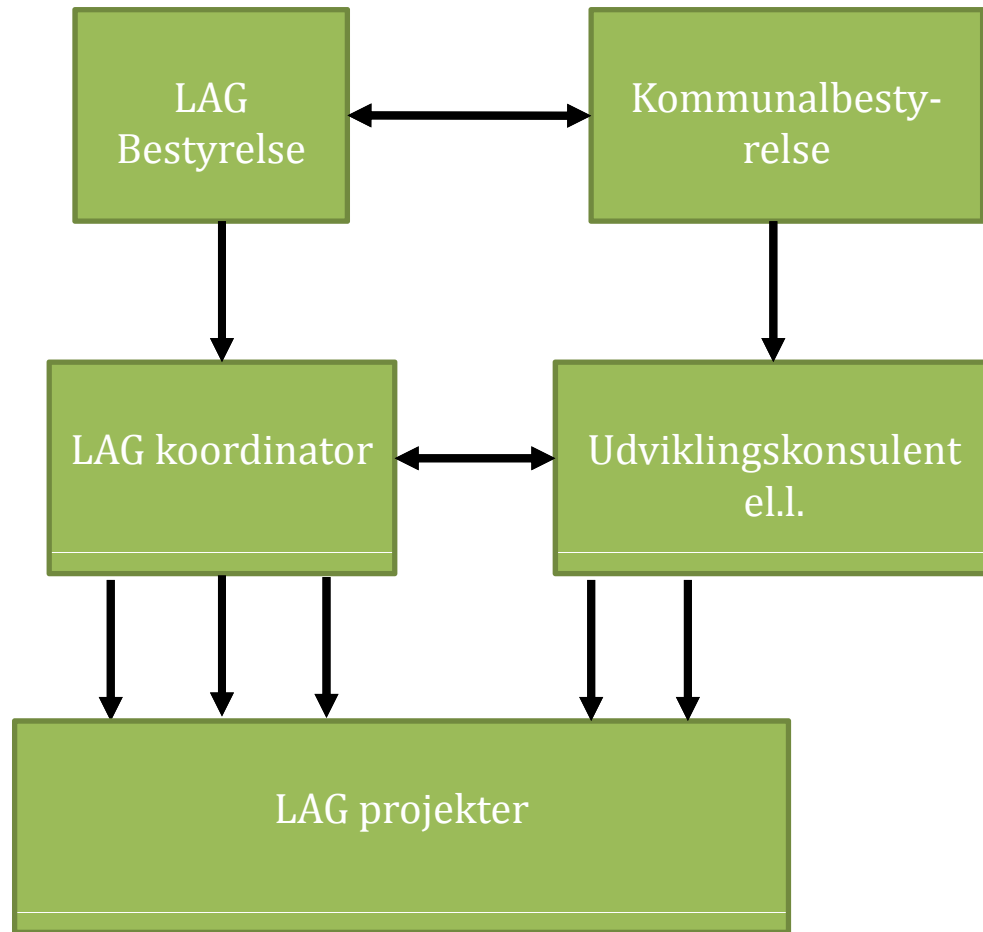 LAG
Bestyrelse
Kommunalbesty-
relse
LAG koordinator
Udviklingskonsulent
el.l.
LAG projekter